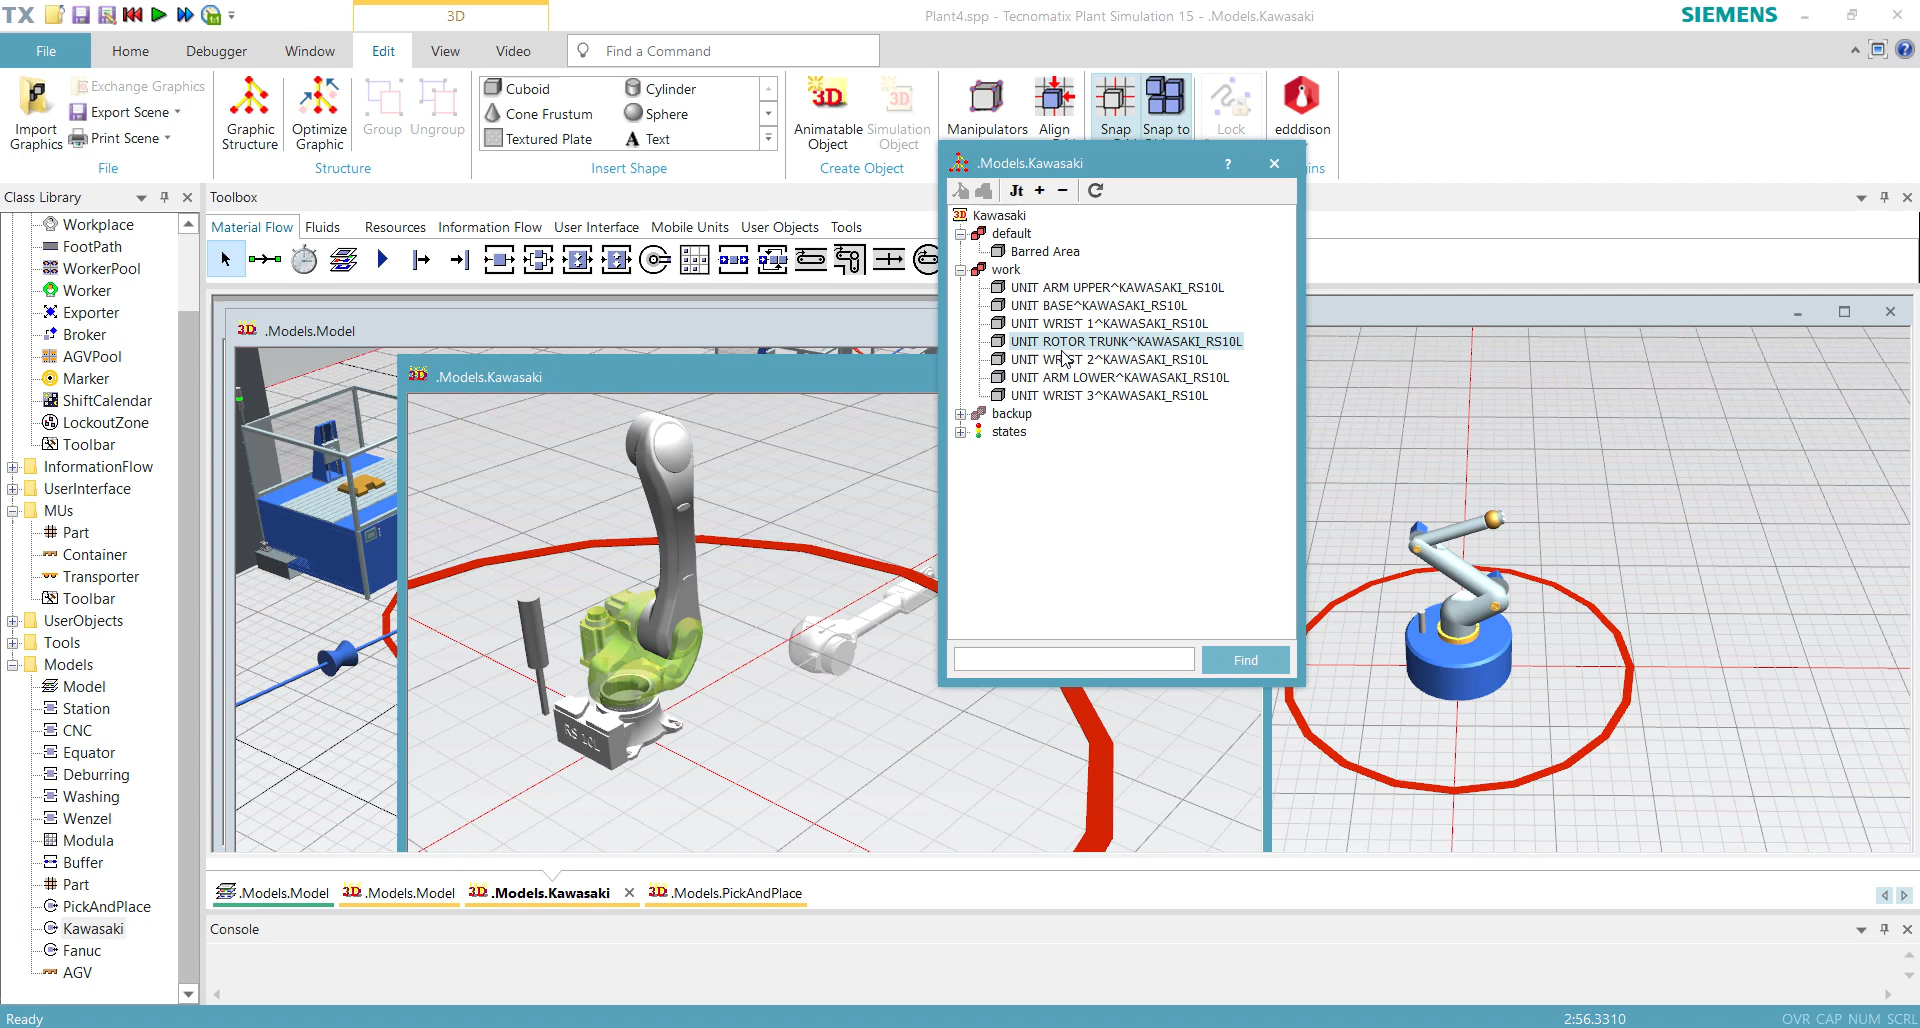 TX
3D
Plant4.spp - Tecnomatix Plant Simulation 15 - .Models.Kawasaki
SIEMENS
File
Home
Debugger
Window
Edit
View
Video
Find a Command
Import Graphics
Exchange Graphics
Export Scene
Print Scene
File
Graphic Structure
Optimize Graphic
Group
Ungroup
Structure
Cuboid
Cylinder
Cone Frustum
Sphere
Textured Plate
Text
Insert Shape
Animatable Object
Simulation Object
Create Object
Manipulators
Align
Snap
Snap to
Lock
edddison
Class Library
Workplace
FootPath
WorkerPool
Worker
Exporter
Broker
AGVPool
Marker
ShiftCalendar
LockoutZone
Toolbar
InformationFlow
UserInterface
MUs
Part
Container
Transporter
Toolbar
UserObjects
Tools
Models
Model
Station
CNC
Equator
Deburring
Washing
Wenzel
Modula
Buffer
Part
PickAndPlace
Kawasaki
Fanuc
AGV
Toolbox
Material Flow
Fluids
Resources
Information Flow
User Interface
Mobile Units
User Objects
Tools
.Models.Model
.Models.Kawasaki
RS 10L
.Models.Kawasaki
?
Jt + -
Kawasaki
default
Barred Area
work
UNIT ARM UPPER^KAWASAKI_RS10L
UNIT BASE^KAWASAKI_RS10L
UNIT WRIST 1^KAWASAKI_RS10L
UNIT ROTOR TRUNK^KAWASAKI_RS10L
UNIT WRIST 2^KAWASAKI_RS10L
UNIT ARM LOWER^KAWASAKI_RS10L
UNIT WRIST 3^KAWASAKI_RS10L
backup
states
Find
.Models.Model
.Models.Model
.Models.Kawasaki
.Models.PickAndPlace
Console
Ready
2:56.3310
OVR CAP NUM SCRL